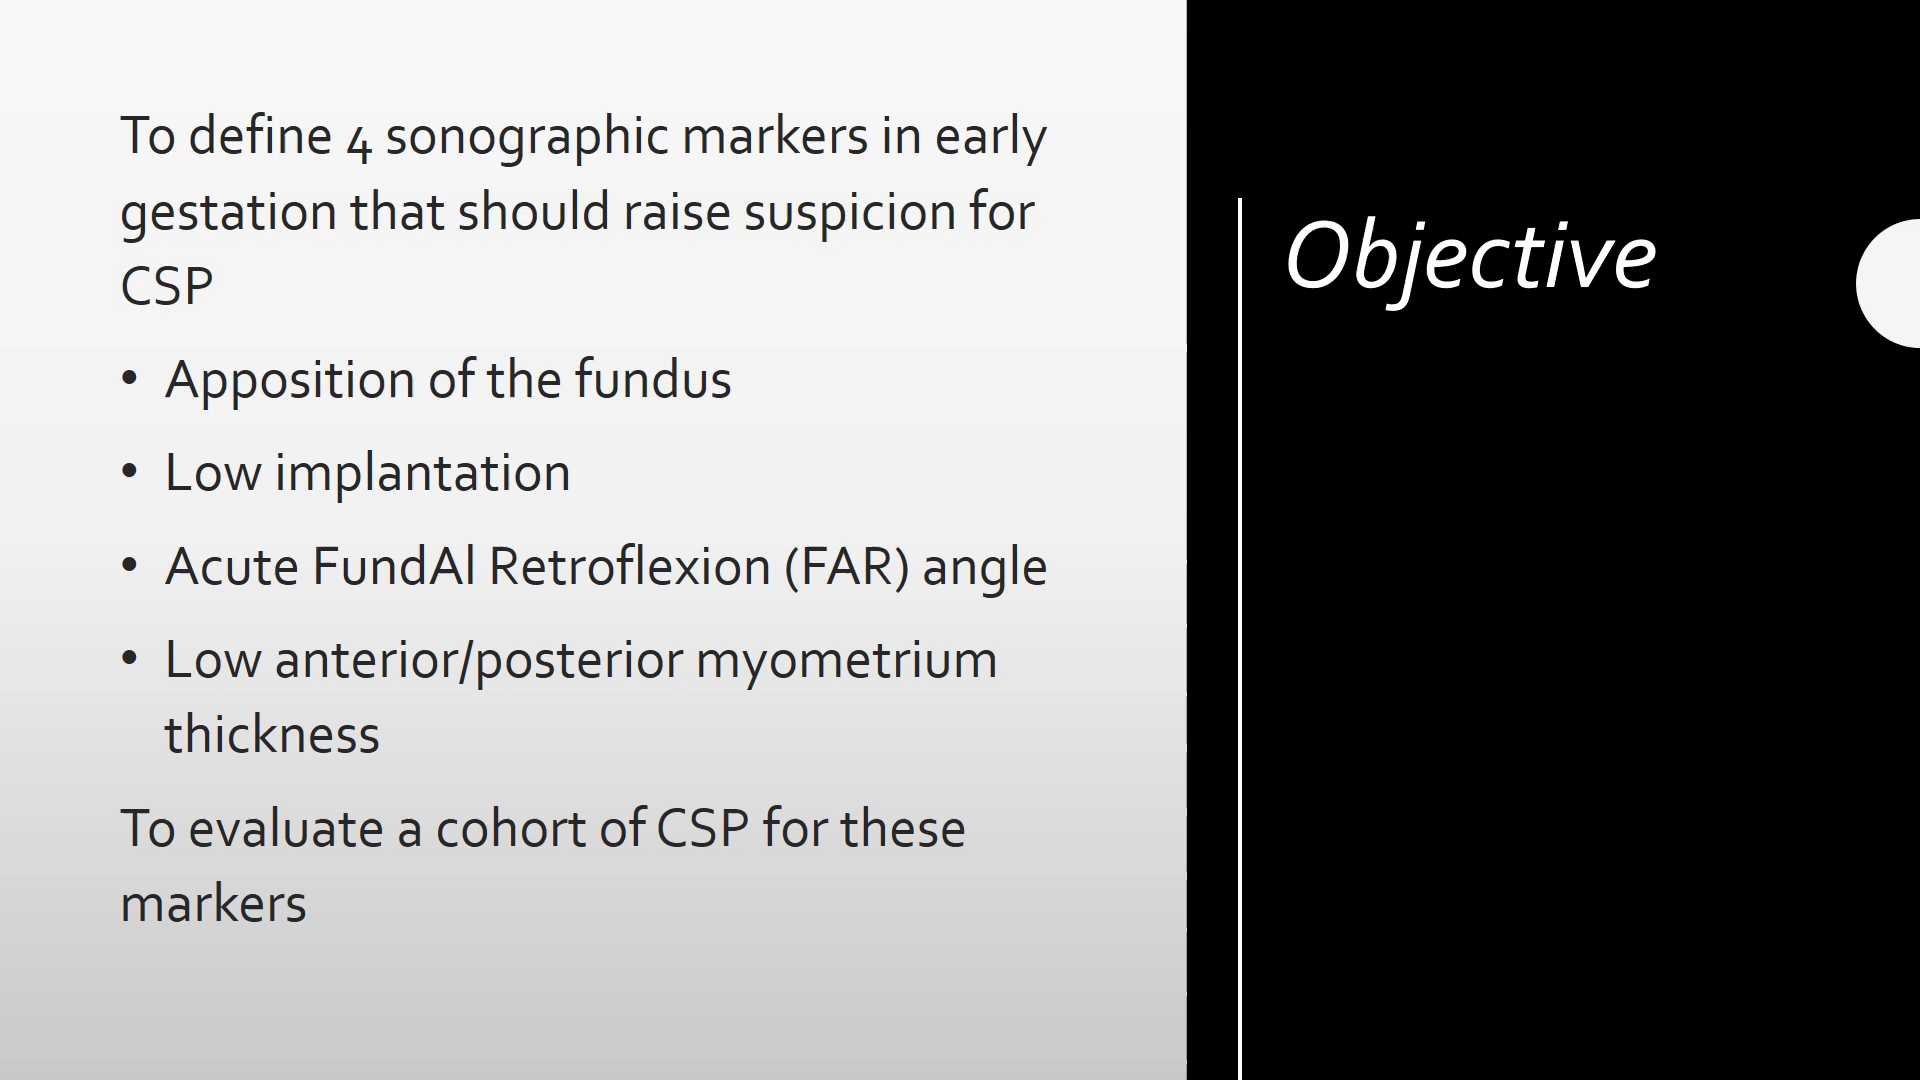 To define 4 sonographic markers in early
gestation that should raise suspicion for
CSP
• Apposition of the fundus
• Low implantation
• Acute FundAl Retroflexion (FAR) angle
• Low anterior/posterior myometrium
thickness
To evaluate a cohort of CSP for these
markers
Objective